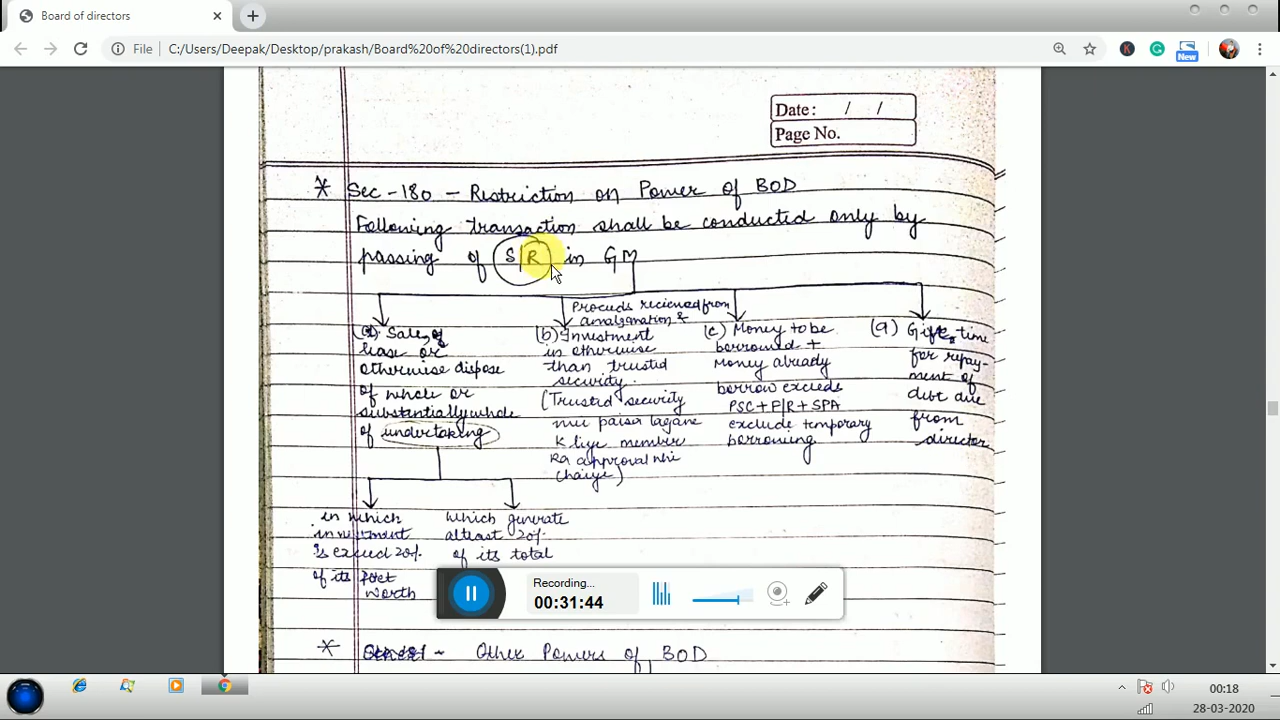 Board of directors
File
C:/Users/Deepak/Desktop/prakash/Board%20of%20directors(1).pdf
New
Date: / /
Page No.
* Sec-180 - Restriction on Power of BOD
Following transaction shall be conducted only by
passing of S/R in GM
(a) Sale, of
lease or
otherwise dispose
of whole or
substantially whole
of undertaking
Proceeds
amalgamation &
(b) Investment
in otherwise
than trusted
security.
(Trusted security
paisa lagane
K liye member
Ka approval nhi
chaiye)
(c) Money to be
borrowed +
Money already
borrow exceeds
PSC+F/R+SPA
exclude temporary
borrowing
(d) Give time
for repay-
ment of
debt due
from
director
in which
investment
is exceed 20%
of its net
worth
which generate
atleast 20%
of its total
Recording...
00:31:44
* - Other Powers of BOD
00:18
28-03-2020